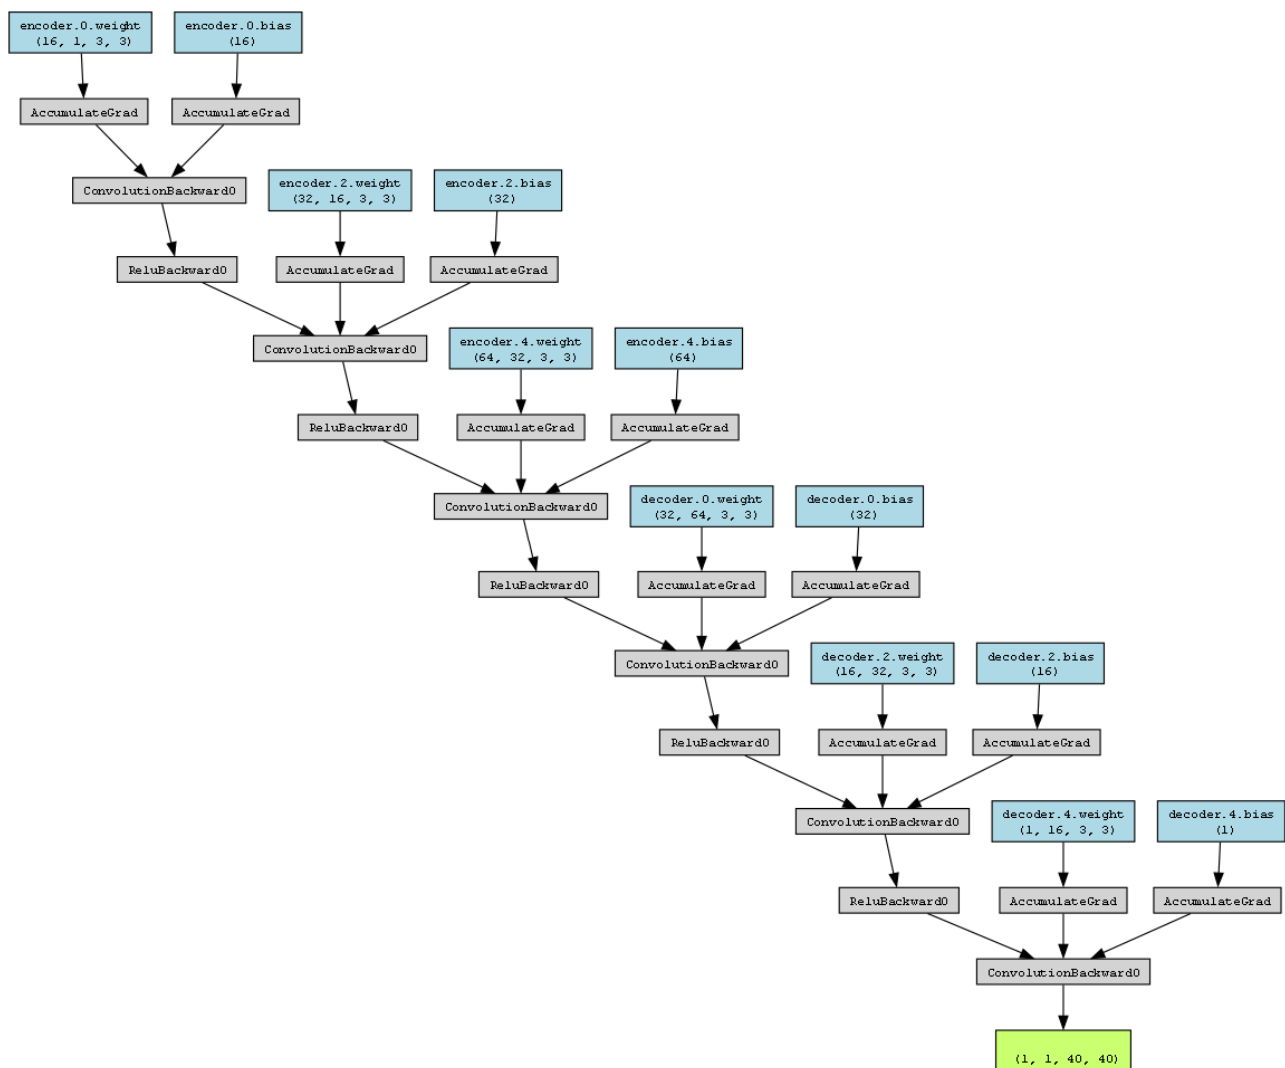 encoder.0.weight
(16, 1, 3, 3)
encoder.0.bias
(16)
AccumulateGrad
AccumulateGrad
ConvolutionBackward0
encoder.2.weight
(32, 16, 3, 3)
encoder.2.bias
(32)
ReluBackward0
AccumulateGrad
AccumulateGrad
ConvolutionBackward0
encoder.4.weight
(64, 32, 3, 3)
encoder.4.bias
(64)
ReluBackward0
AccumulateGrad
AccumulateGrad
ConvolutionBackward0
decoder.0.weight
(32, 64, 3, 3)
decoder.0.bias
(32)
ReluBackward0
AccumulateGrad
AccumulateGrad
ConvolutionBackward0
decoder.2.weight
(16, 32, 3, 3)
decoder.2.bias
(16)
ReluBackward0
AccumulateGrad
AccumulateGrad
ConvolutionBackward0
decoder.4.weight
(1, 16, 3, 3)
decoder.4.bias
(1)
ReluBackward0
AccumulateGrad
AccumulateGrad
ConvolutionBackward0
(1, 1, 40, 40)